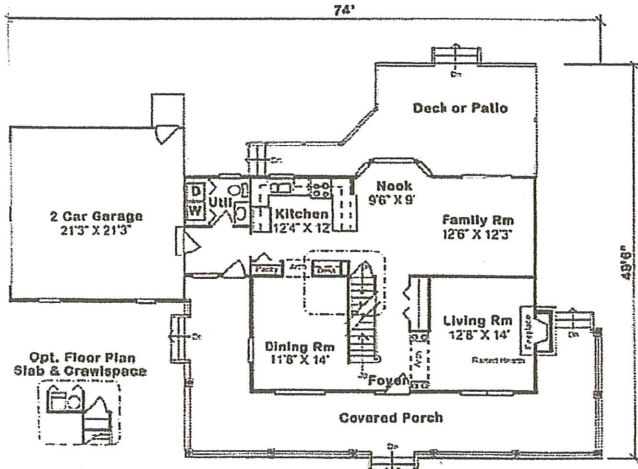 74'
Dn
Deck or Patio
Dn
D
W
Util
Kitchen
12'4" X 12'
Nook
9'6" X 9'
Family Rm
12'6" X 12'3"
2 Car Garage
21'3" X 21'3"
49'6"
Pantry
Arch
Desk
Dn
Dining Rm
11'8" X 14'
Living Rm
12'8" X 14'
Raised Hearth
Fireplace
Dn
Arch
Foyer
Opt. Floor Plan
Slab & Crawlspace
Covered Porch
Dn